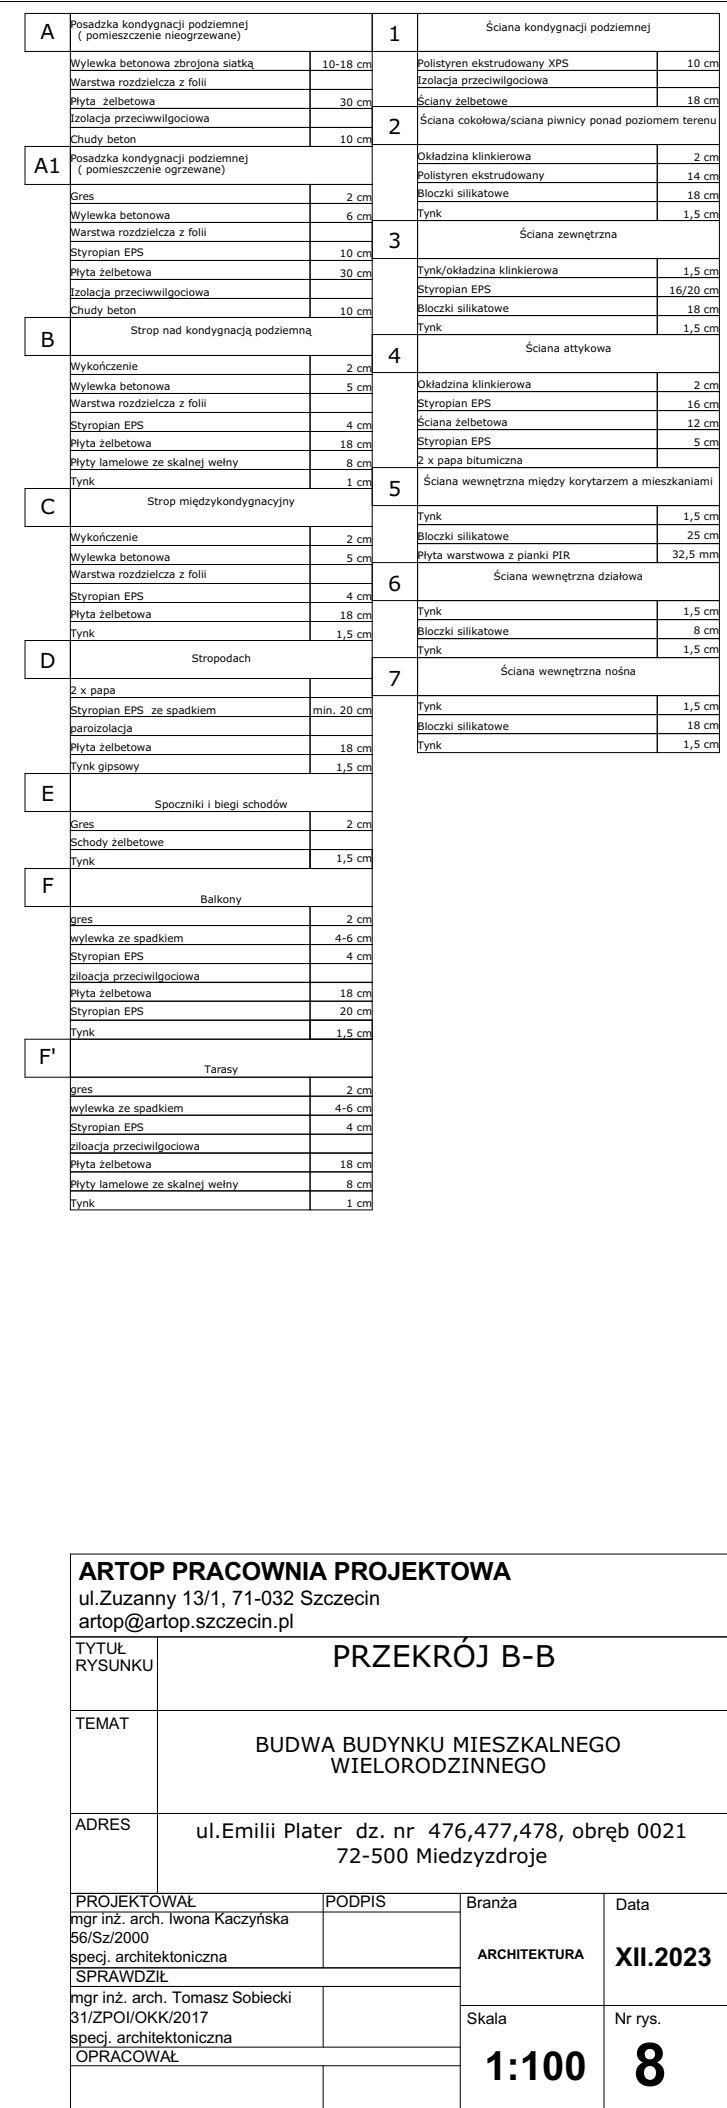 A
Posadzka kondygnacji podziemnej
( pomieszczenie nieogrzewane)
Wylewka betonowa zbrojona siatką 10-18 cm
Warstwa rozdzielcza z folii
Płyta żelbetowa 30 cm
Izolacja przeciwwilgociowa
Chudy beton 10 cm
A1
Posadzka kondygnacji podziemnej
( pomieszczenie ogrzewane)
Gres 2 cm
Wylewka betonowa 6 cm
Warstwa rozdzielcza z folii
Styropian EPS 10 cm
Płyta żelbetowa 30 cm
Izolacja przeciwwilgociowa
Chudy beton 10 cm
B
Strop nad kondygnacją podziemną
Wykończenie 2 cm
Wylewka betonowa 5 cm
Warstwa rozdzielcza z folii
Styropian EPS 4 cm
Płyta żelbetowa 18 cm
Płyty lamelowe ze skalnej wełny 8 cm
Tynk 1 cm
C
Strop międzykondygnacyjny
Wykończenie 2 cm
Wylewka betonowa 5 cm
Warstwa rozdzielcza z folii
Styropian EPS 4 cm
Płyta żelbetowa 18 cm
Tynk 1,5 cm
D
Stropodach
2 x papa
Styropian EPS ze spadkiem min. 20 cm
paroizolacja
Płyta żelbetowa 18 cm
Tynk gipsowy 1,5 cm
E
Spoczniki i biegi schodów
Gres 2 cm
Schody żelbetowe
Tynk 1,5 cm
F
Balkony
gres 2 cm
wylewka ze spadkiem 4-6 cm
Styropian EPS 4 cm
ziloacja przeciwilgociowa
Płyta żelbetowa 18 cm
Styropian EPS 20 cm
Tynk 1,5 cm
F'
Tarasy
gres 2 cm
wylewka ze spadkiem 4-6 cm
Styropian EPS 4 cm
ziloacja przeciwilgociowa
Płyta żelbetowa 18 cm
Płyty lamelowe ze skalnej wełny 8 cm
Tynk 1 cm
1
Ściana kondygnacji podziemnej
Polistyren ekstrudowany XPS 10 cm
Izolacja przeciwilgociowa
Ściany żelbetowe 18 cm
2
Ściana cokołowa/sciana piwnicy ponad poziomem terenu
Okładzina klinkierowa 2 cm
Polistyren ekstrudowany 14 cm
Bloczki silikatowe 18 cm
Tynk 1,5 cm
3
Ściana zewnętrzna
Tynk/okładzina klinkierowa 1,5 cm
Styropian EPS 16/20 cm
Bloczki silikatowe 18 cm
Tynk 1,5 cm
4
Ściana attykowa
Okładzina klinkierowa 2 cm
Styropian EPS 16 cm
Ściana żelbetowa 12 cm
Styropian EPS 5 cm
2 x papa bitumiczna
5
Ściana wewnętrzna między korytarzem a mieszkaniami
Tynk 1,5 cm
Bloczki silikatowe 25 cm
Płyta warstwowa z pianki PIR 32,5 mm
6
Ściana wewnętrzna działowa
Tynk 1,5 cm
Bloczki silikatowe 8 cm
Tynk 1,5 cm
7
Ściana wewnętrzna nośna
Tynk 1,5 cm
Bloczki silikatowe 18 cm
Tynk 1,5 cm
ARTOP PRACOWNIA PROJEKTOWA
ul.Zuzanny 13/1, 71-032 Szczecin
artop@artop.szczecin.pl
TYTUŁ
RYSUNKU
PRZEKRÓJ B-B
TEMAT
BUDWA BUDYNKU MIESZKALNEGO
WIELORODZINNEGO
ADRES
ul.Emilii Plater dz. nr 476,477,478, obręb 0021
72-500 Miedzyzdroje
PROJEKTOWAŁ PODPIS
mgr inż. arch. Iwona Kaczyńska
56/Sz/2000
specj. architektoniczna
SPRAWDZIŁ
mgr inż. arch. Tomasz Sobiecki
31/ZPOI/OKK/2017
specj. architektoniczna
OPRACOWAŁ
Branża
ARCHITEKTURA
Data
XII.2023
Skala
1:100
Nr rys.
8